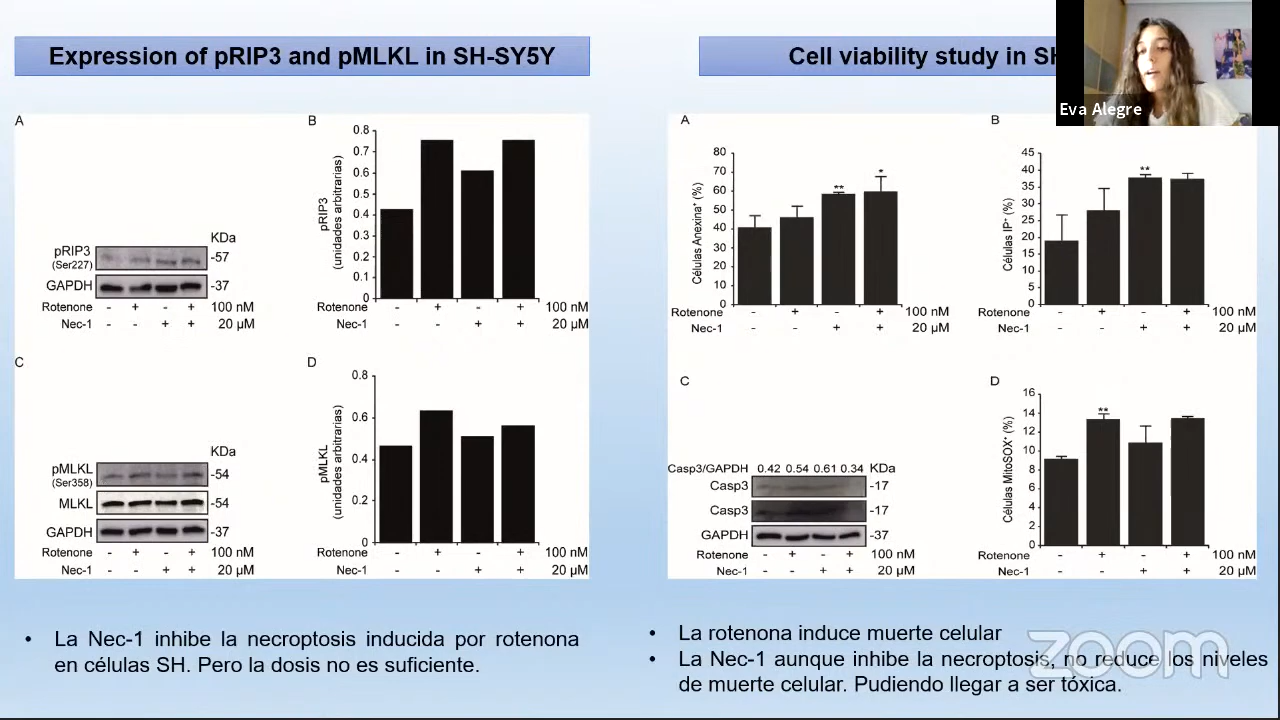 Expression of pRIP3 and pMLKL in SH-SY5Y
Cell viability study in SH
Eva Alegre
A
KDa
pRIP3
(Ser227)
-57
GAPDH
-37
Rotenone - + - + 100 nM
Nec-1 - - + + 20 µM
B
pRIP3
(unidades arbitrarias)
0.8
0.7
0.6
0.5
0.4
0.3
0.2
0.1
0
Rotenone - + - + 100 nM
Nec-1 - - + + 20 µM
C
KDa
pMLKL
(Ser358)
-54
MLKL
-54
GAPDH
-37
Rotenone - + - + 100 nM
Nec-1 - - + + 20 µM
D
pMLKL
(unidades arbitrarias)
0.8
0.6
0.4
0.2
0
Rotenone - + - + 100 nM
Nec-1 - - + + 20 µM
La Nec-1 inhibe la necroptosis inducida por rotenona
en células SH. Pero la dosis no es suficiente.
A
Células Anexina⁺ (%)
80
70
60
50
40
30
20
10
0
**
*
Rotenone - + - + 100 nM
Nec-1 - - + + 20 µM
B
Células IP⁺ (%)
45
40
35
30
25
20
15
10
5
0
**
Rotenone - + - + 100 nM
Nec-1 - - + + 20 µM
C
Casp3/GAPDH 0.42 0.54 0.61 0.34 KDa
Casp3 -17
Casp3 -17
GAPDH -37
Rotenone - + - + 100 nM
Nec-1 - - + + 20 µM
D
Células MitoSOX⁺ (%)
16
14
12
10
8
6
4
2
0
**
Rotenone - + - + 100 nM
Nec-1 - - + + 20 µM
• La rotenona induce muerte celular
• La Nec-1 aunque inhibe la necroptosis, no reduce los niveles
de muerte celular. Pudiendo llegar a ser tóxica.
zoom